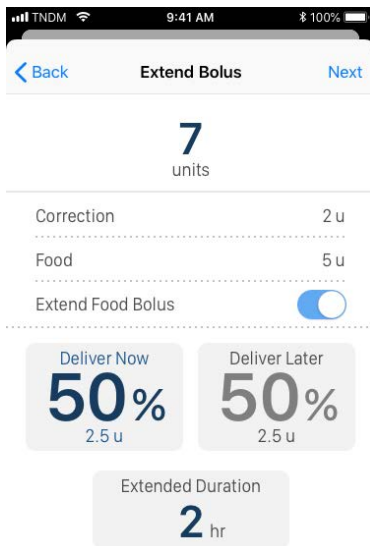 TNDM 9:41 AM 100%
Back Extend Bolus Next
7
units
Correction 2 u
Food 5 u
Extend Food Bolus
Deliver Now Deliver Later
50% 50%
2.5 u 2.5 u
Extended Duration
2 hr